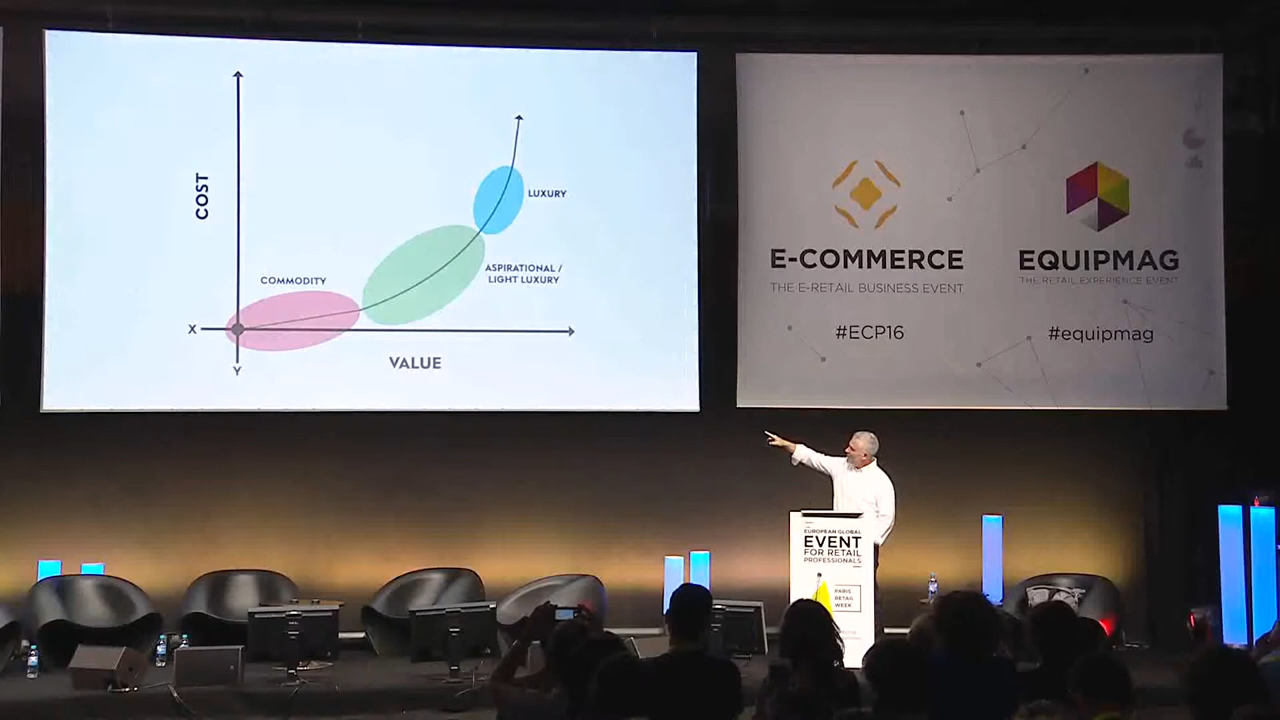 COST
COMMODITY
LUXURY
ASPIRATIONAL /
LIGHT LUXURY
X
Y
VALUE
E-COMMERCE
THE E-RETAIL BUSINESS EVENT
#ECP16
EQUIPMAG
THE RETAIL EXPERIENCE EVENT
#equipmag
EUROPEAN GLOBAL
EVENT
FOR RETAIL
PROFESSIONALS
PARIS
RETAIL
WEEK